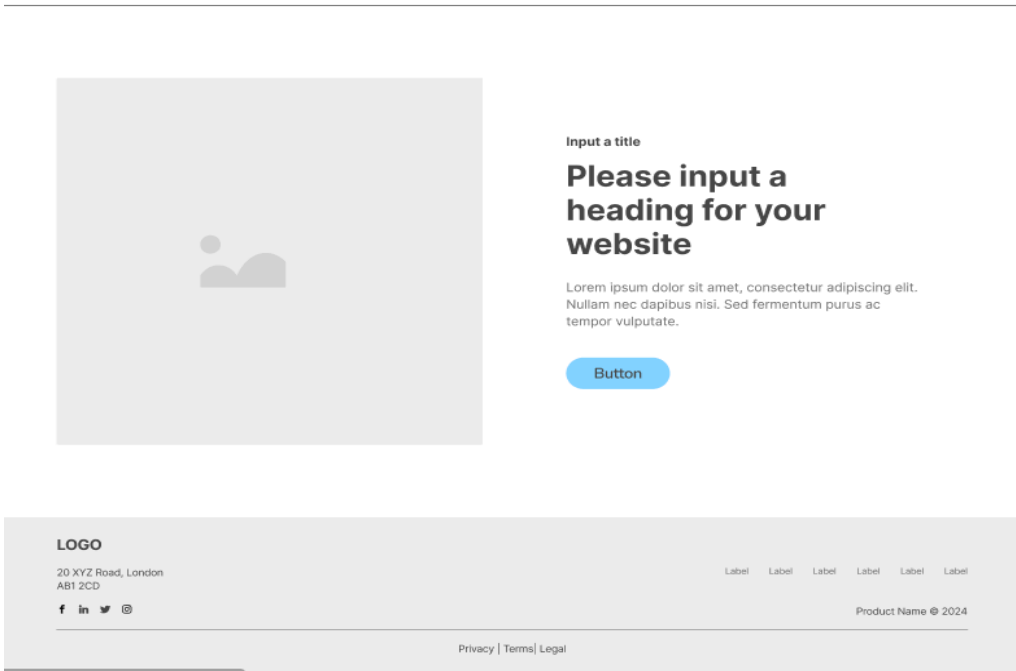 Input a title
Please input a
heading for your
website
Lorem ipsum dolor sit amet, consectetur adipiscing elit.
Nullam nec dapibus nisi. Sed fermentum purus ac
tempor vulputate.
Button
LOGO
20 XYZ Road, London
AB1 2CD
Label Label Label Label Label Label
Product Name © 2024
Privacy | Terms| Legal